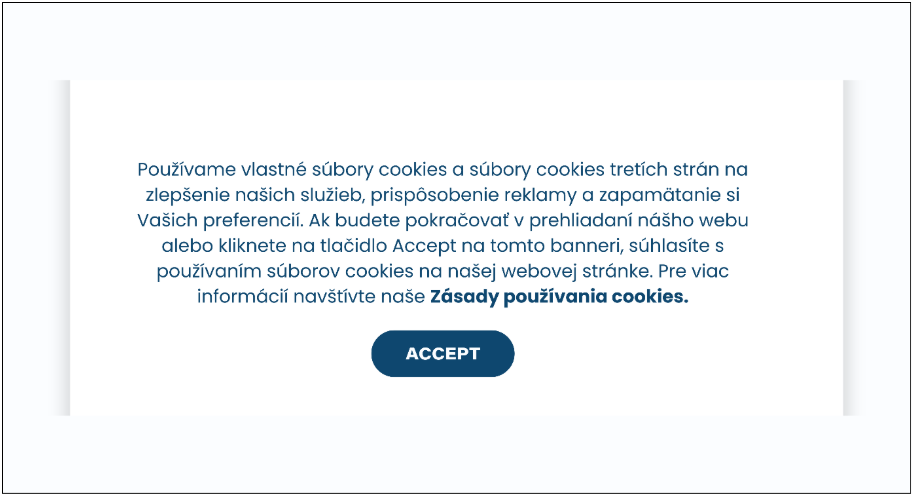 Používame vlastné súbory cookies a súbory cookies tretích strán na
zlepšenie našich služieb, prispôsobenie reklamy a zapamätanie si
Vašich preferencií. Ak budete pokračovať v prehliadaní nášho webu
alebo kliknete na tlačidlo Accept na tomto banneri, súhlasíte s
používaním súborov cookies na našej webovej stránke. Pre viac
informácií navštívte naše Zásady používania cookies.
ACCEPT